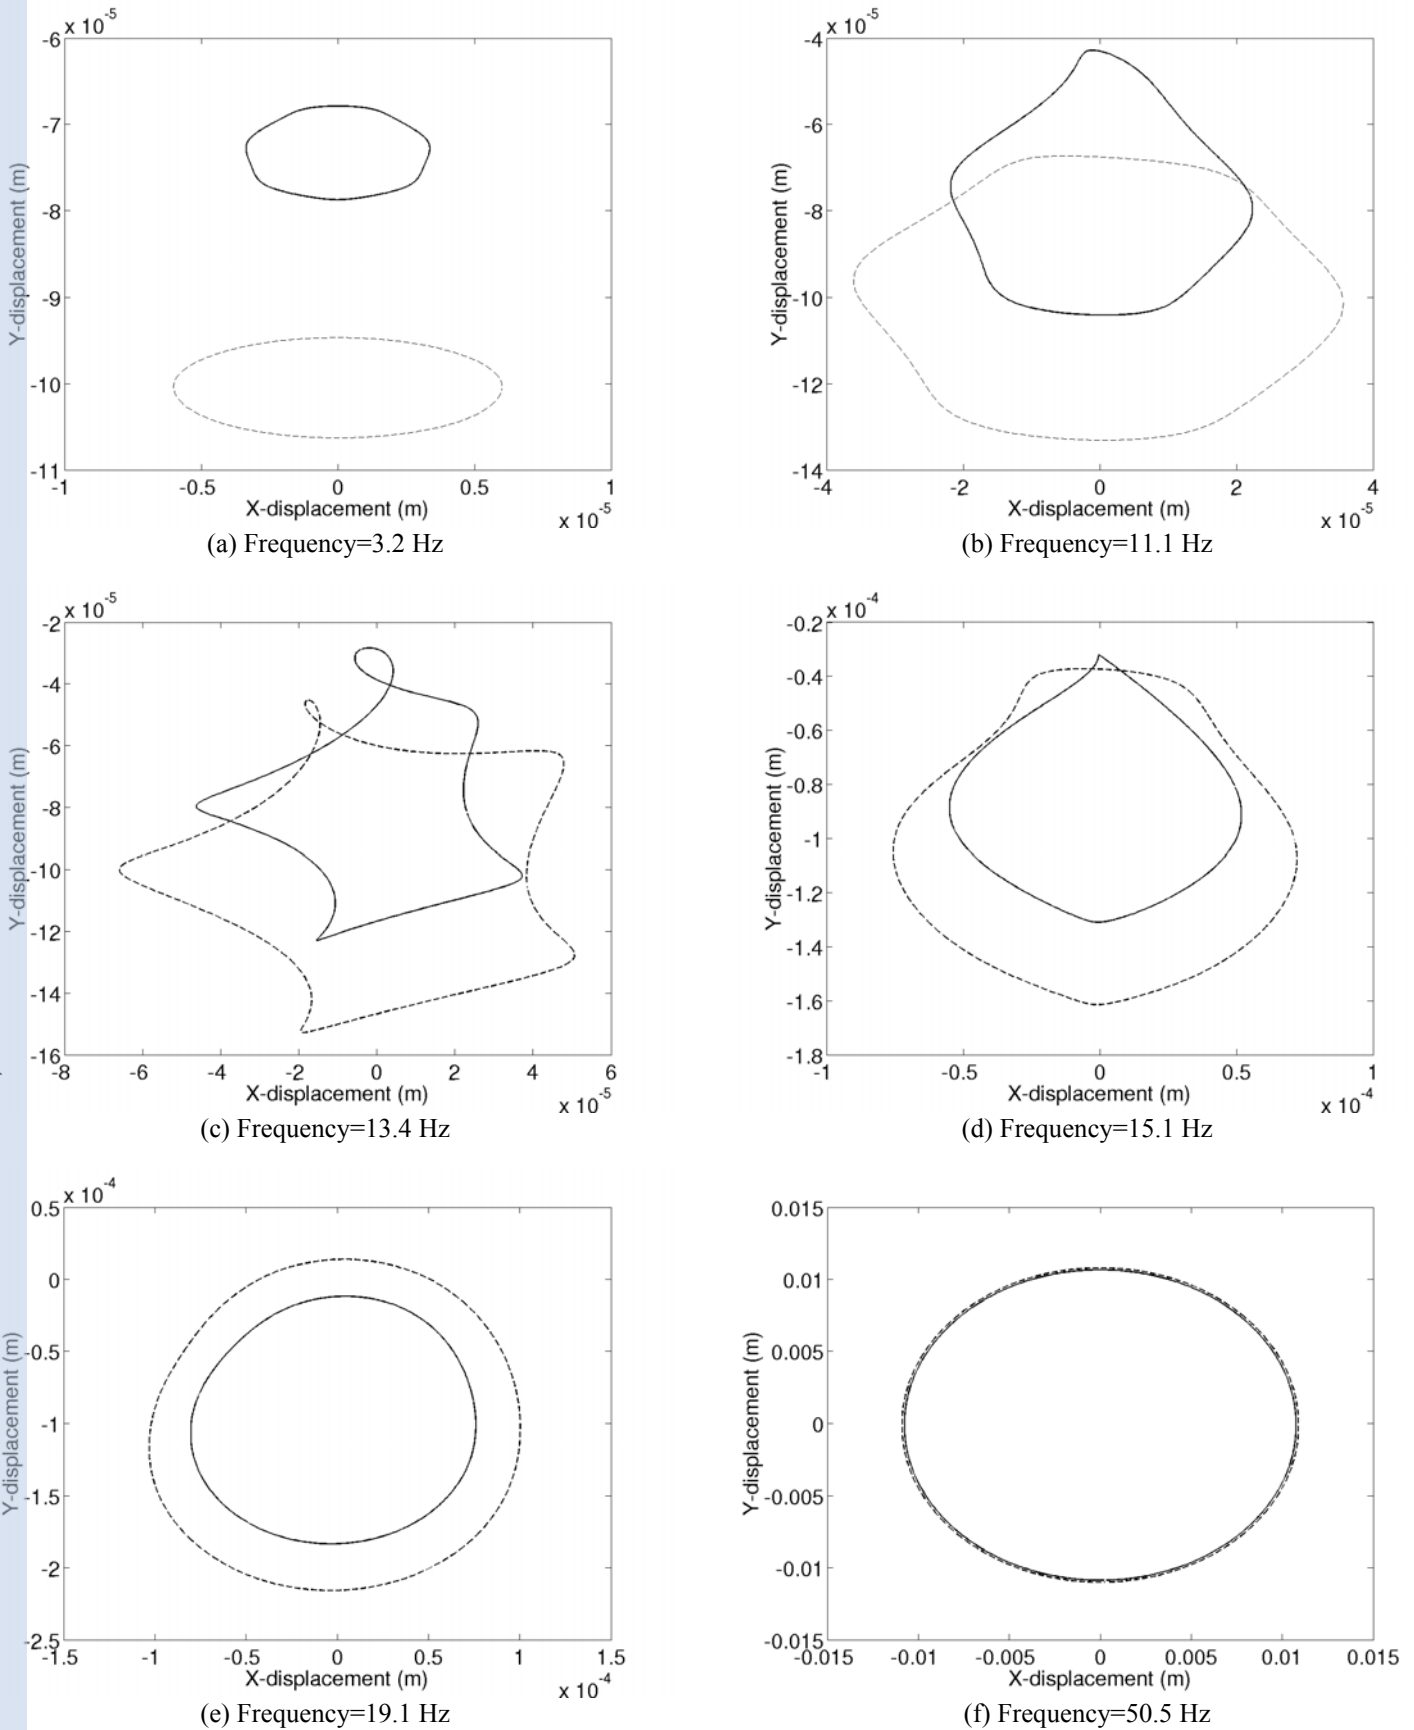 x 10-5
-6
-7
-8
-9
-10
-11
Y-displacement (m)
-1 -0.5 0 0.5 1
X-displacement (m)
x 10-5
(a) Frequency=3.2 Hz
x 10-5
-4
-6
-8
-10
-12
-14
Y-displacement (m)
-4 -2 0 2 4
X-displacement (m)
x 10-5
(b) Frequency=11.1 Hz
x 10-5
-2
-4
-6
-8
-10
-12
-14
-16
Y-displacement (m)
-8 -6 -4 -2 0 2 4 6
X-displacement (m)
x 10-5
(c) Frequency=13.4 Hz
x 10-4
-0.2
-0.4
-0.6
-0.8
-1
-1.2
-1.4
-1.6
-1.8
Y-displacement (m)
-1 -0.5 0 0.5 1
X-displacement (m)
x 10-4
(d) Frequency=15.1 Hz
x 10-4
0.5
0
-0.5
-1
-1.5
-2
-2.5
Y-displacement (m)
-1.5 -1 -0.5 0 0.5 1 1.5
X-displacement (m)
x 10-4
(e) Frequency=19.1 Hz
0.015
0.01
0.005
0
-0.005
-0.01
-0.015
Y-displacement (m)
-0.015 -0.01 -0.005 0 0.005 0.01 0.015
X-displacement (m)
(f) Frequency=50.5 Hz